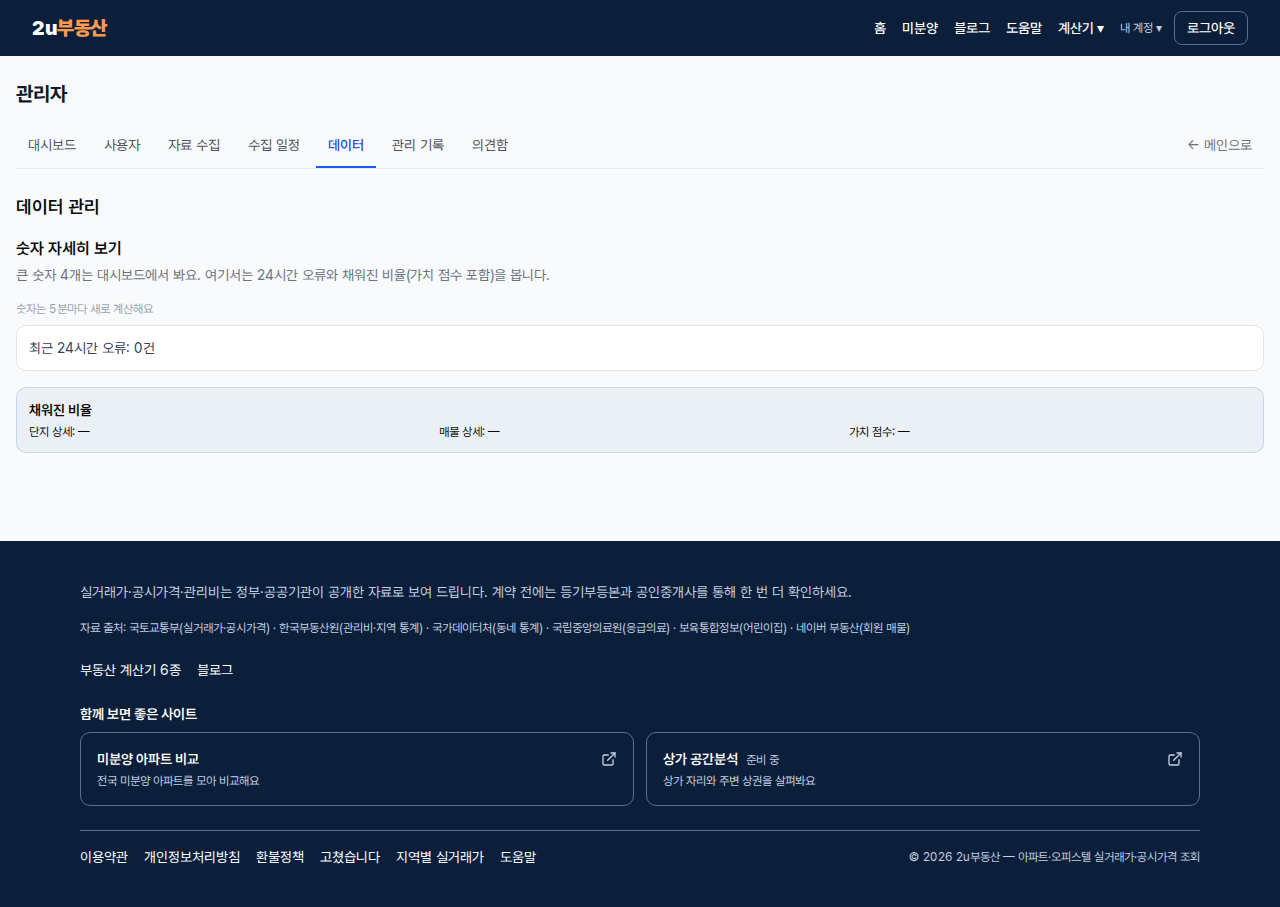 2u부동산
홈 미분양 블로그 도움말 계산기 ▾ 내 계정 ▾ 로그아웃
관리자
대시보드 사용자 자료 수집 수집 일정 데이터 관리 기록 의견함 ← 메인으로
데이터 관리
숫자 자세히 보기
큰 숫자 4개는 대시보드에서 봐요. 여기서는 24시간 오류와 채워진 비율(가치 점수 포함)을 봅니다.
숫자는 5분마다 새로 계산해요
최근 24시간 오류: 0건
채워진 비율
단지 상세: — 매물 상세: — 가치 점수: —
실거래가·공시가격·관리비는 정부·공공기관이 공개한 자료로 보여 드립니다. 계약 전에는 등기부등본과 공인중개사를 통해 한 번 더 확인하세요.
자료 출처: 국토교통부(실거래가·공시가격) · 한국부동산원(관리비·지역 통계) · 국가데이터처(동네 통계) · 국립중앙의료원(응급의료) · 보육통합정보(어린이집) · 네이버 부동산(회원 매물)
부동산 계산기 6종 블로그
함께 보면 좋은 사이트
미분양 아파트 비교
전국 미분양 아파트를 모아 비교해요
상가 공간분석 준비 중
상가 자리와 주변 상권을 살펴봐요
이용약관 개인정보처리방침 환불정책 고쳤습니다 지역별 실거래가 도움말
© 2026 2u부동산 — 아파트·오피스텔 실거래가·공시가격 조회